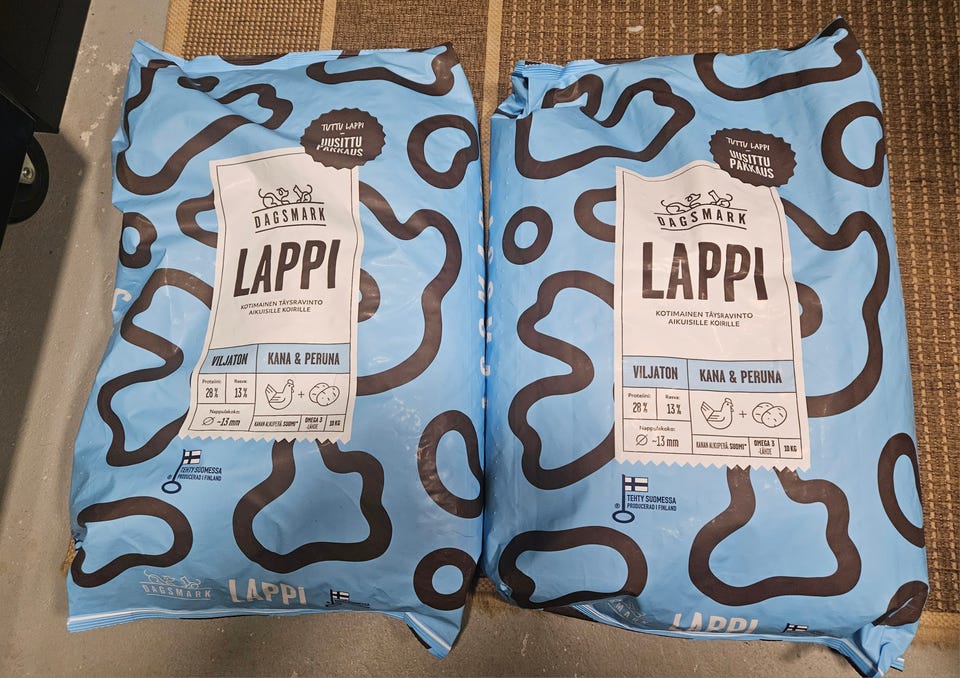 TUTTU LAPPI
–
UUSITTU
PAKKAUS
DAGSMARK
LAPPI
KOTIMAINEN TÄYSRAVINTO
AIKUISILLE KOIRILLE
VILJATON
KANA & PERUNA
Proteiini:
28 %
Rasva:
13 %
+
Nappulakoko:
Ø ~13 mm
KANAN ALKUPERÄ SUOMI*
OMEGA 3
-LÄHDE
10 KG
TEHTY SUOMESSA
PRODUCERAD I FINLAND
DAGSMARK LAPPI
TUTTU LAPPI
–
UUSITTU
PAKKAUS
DAGSMARK
LAPPI
KOTIMAINEN TÄYSRAVINTO
AIKUISILLE KOIRILLE
VILJATON
KANA & PERUNA
Proteiini:
28 %
Rasva:
13 %
+
Nappulakoko:
Ø ~13 mm
KANAN ALKUPERÄ SUOMI*
OMEGA 3
-LÄHDE
10 KG
TEHTY SUOMESSA
PRODUCERAD I FINLAND
LAPPI